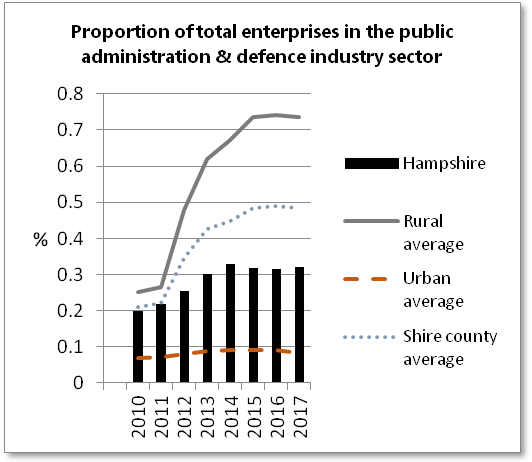 Proportion of total enterprises in the public
administration & defence industry sector
0.8
0.7
0.6
0.5
0.4
0.3
0.2
0.1
0
%
2010
2011
2012
2013
2014
2015
2016
2017
Hampshire
Rural
average
Urban
average
Shire county
average